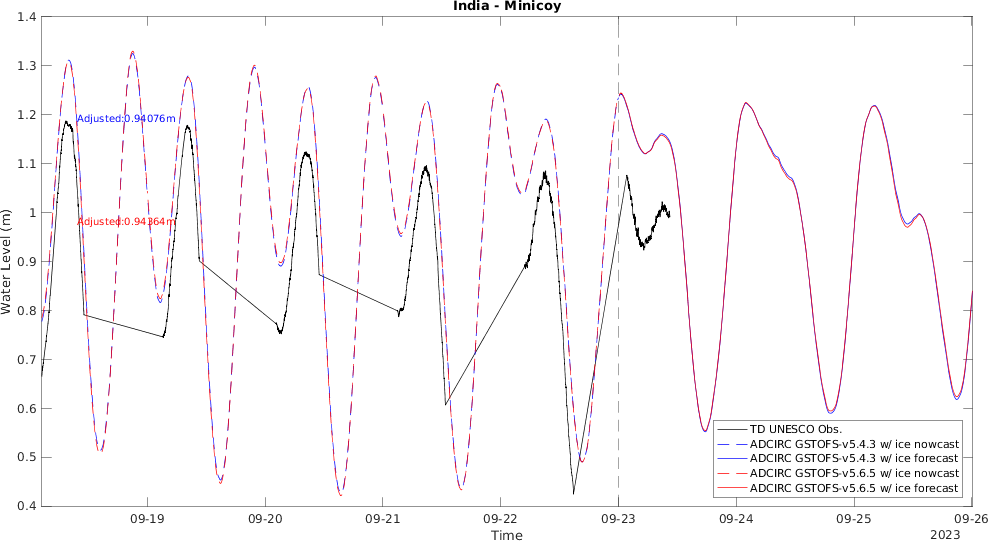 India - Minicoy
1.4
1.3
1.2
1.1
1
0.9
0.8
0.7
0.6
0.5
0.4
Water Level (m)
Adjusted:0.94076m
Adjusted:0.94364m
TD UNESCO Obs.
ADCIRC GSTOFS-v5.4.3 w/ ice nowcast
ADCIRC GSTOFS-v5.4.3 w/ ice forecast
ADCIRC GSTOFS-v5.6.5 w/ ice nowcast
ADCIRC GSTOFS-v5.6.5 w/ ice forecast
09-19 09-20 09-21 09-22 09-23 09-24 09-25 09-26
Time
2023